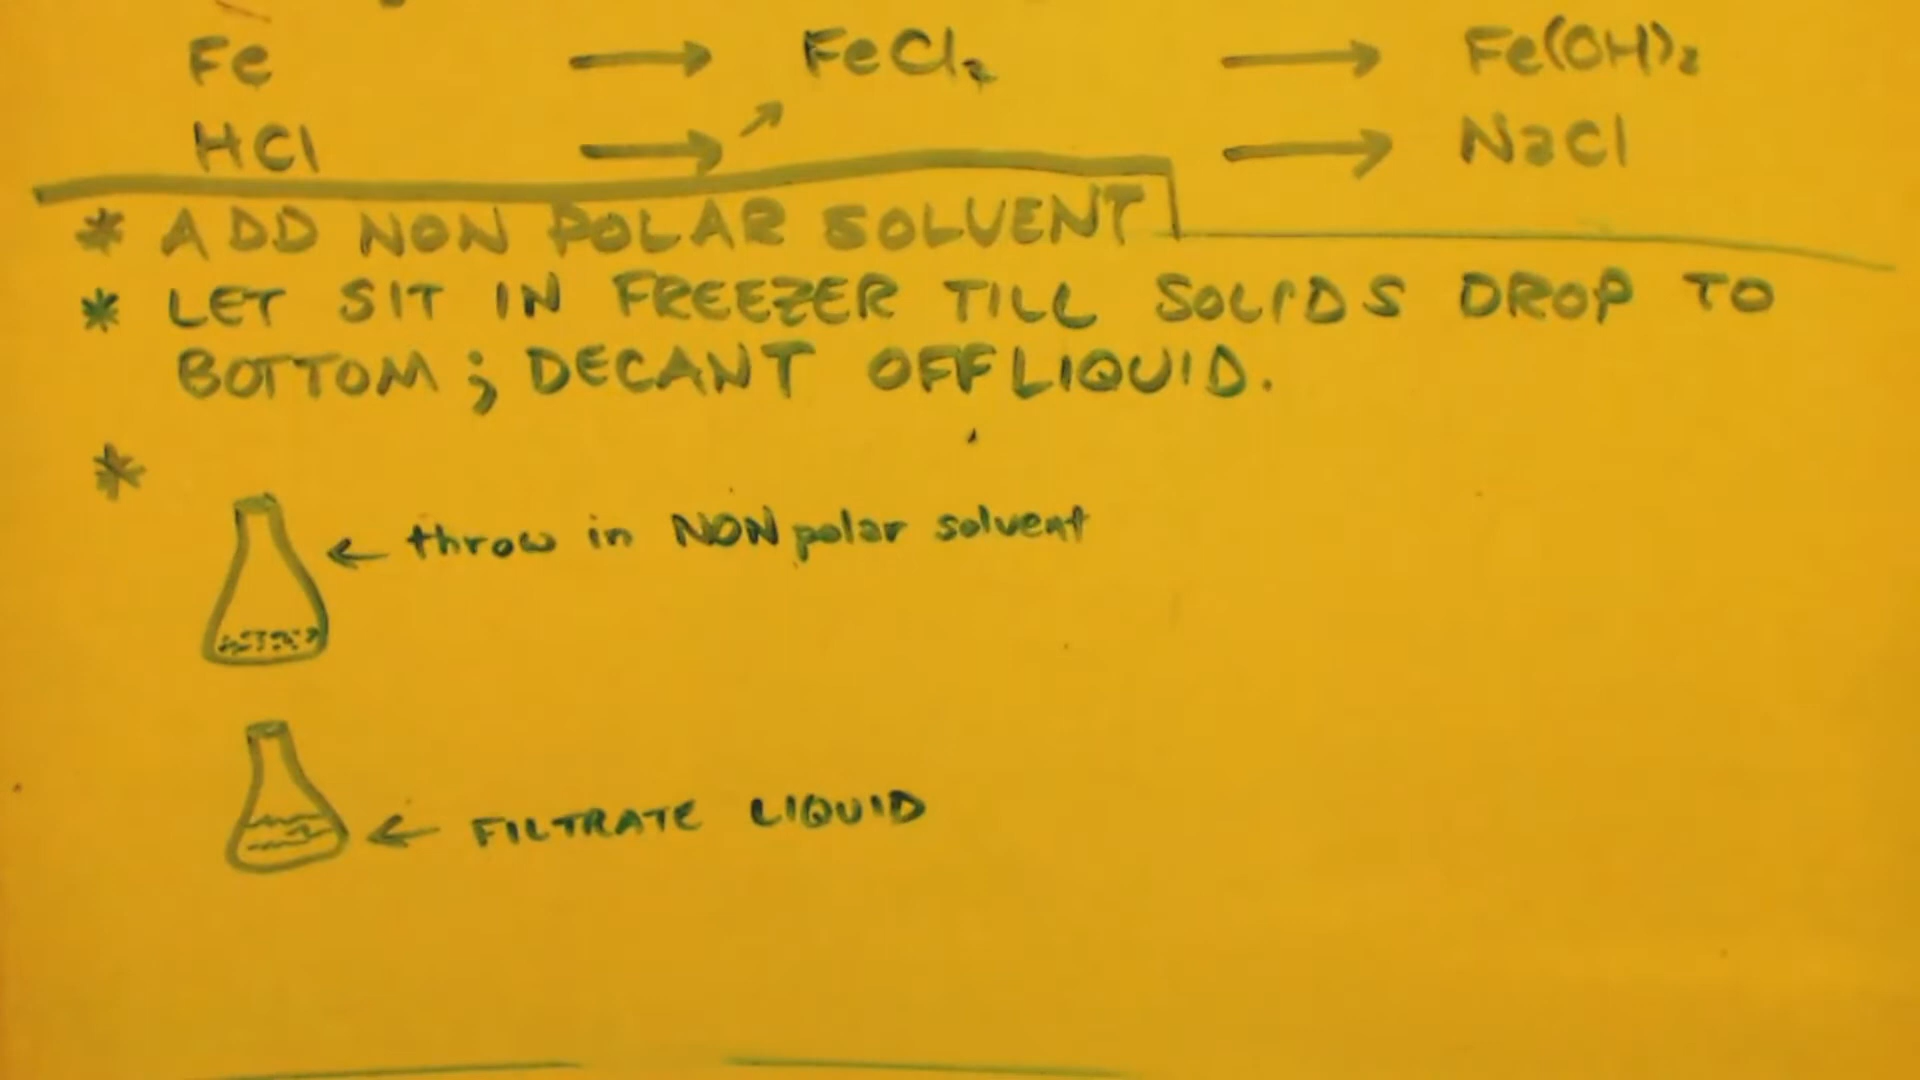 Fe → FeCl₂ → Fe(OH)₂
HCl → ↗ → NaCl
* ADD NON POLAR SOLVENT
* LET SIT IN FREEZER TILL SOLIDS DROP TO
BOTTOM; DECANT OFF LIQUID.
*
← throw in NON polar solvent
← FILTRATE LIQUID